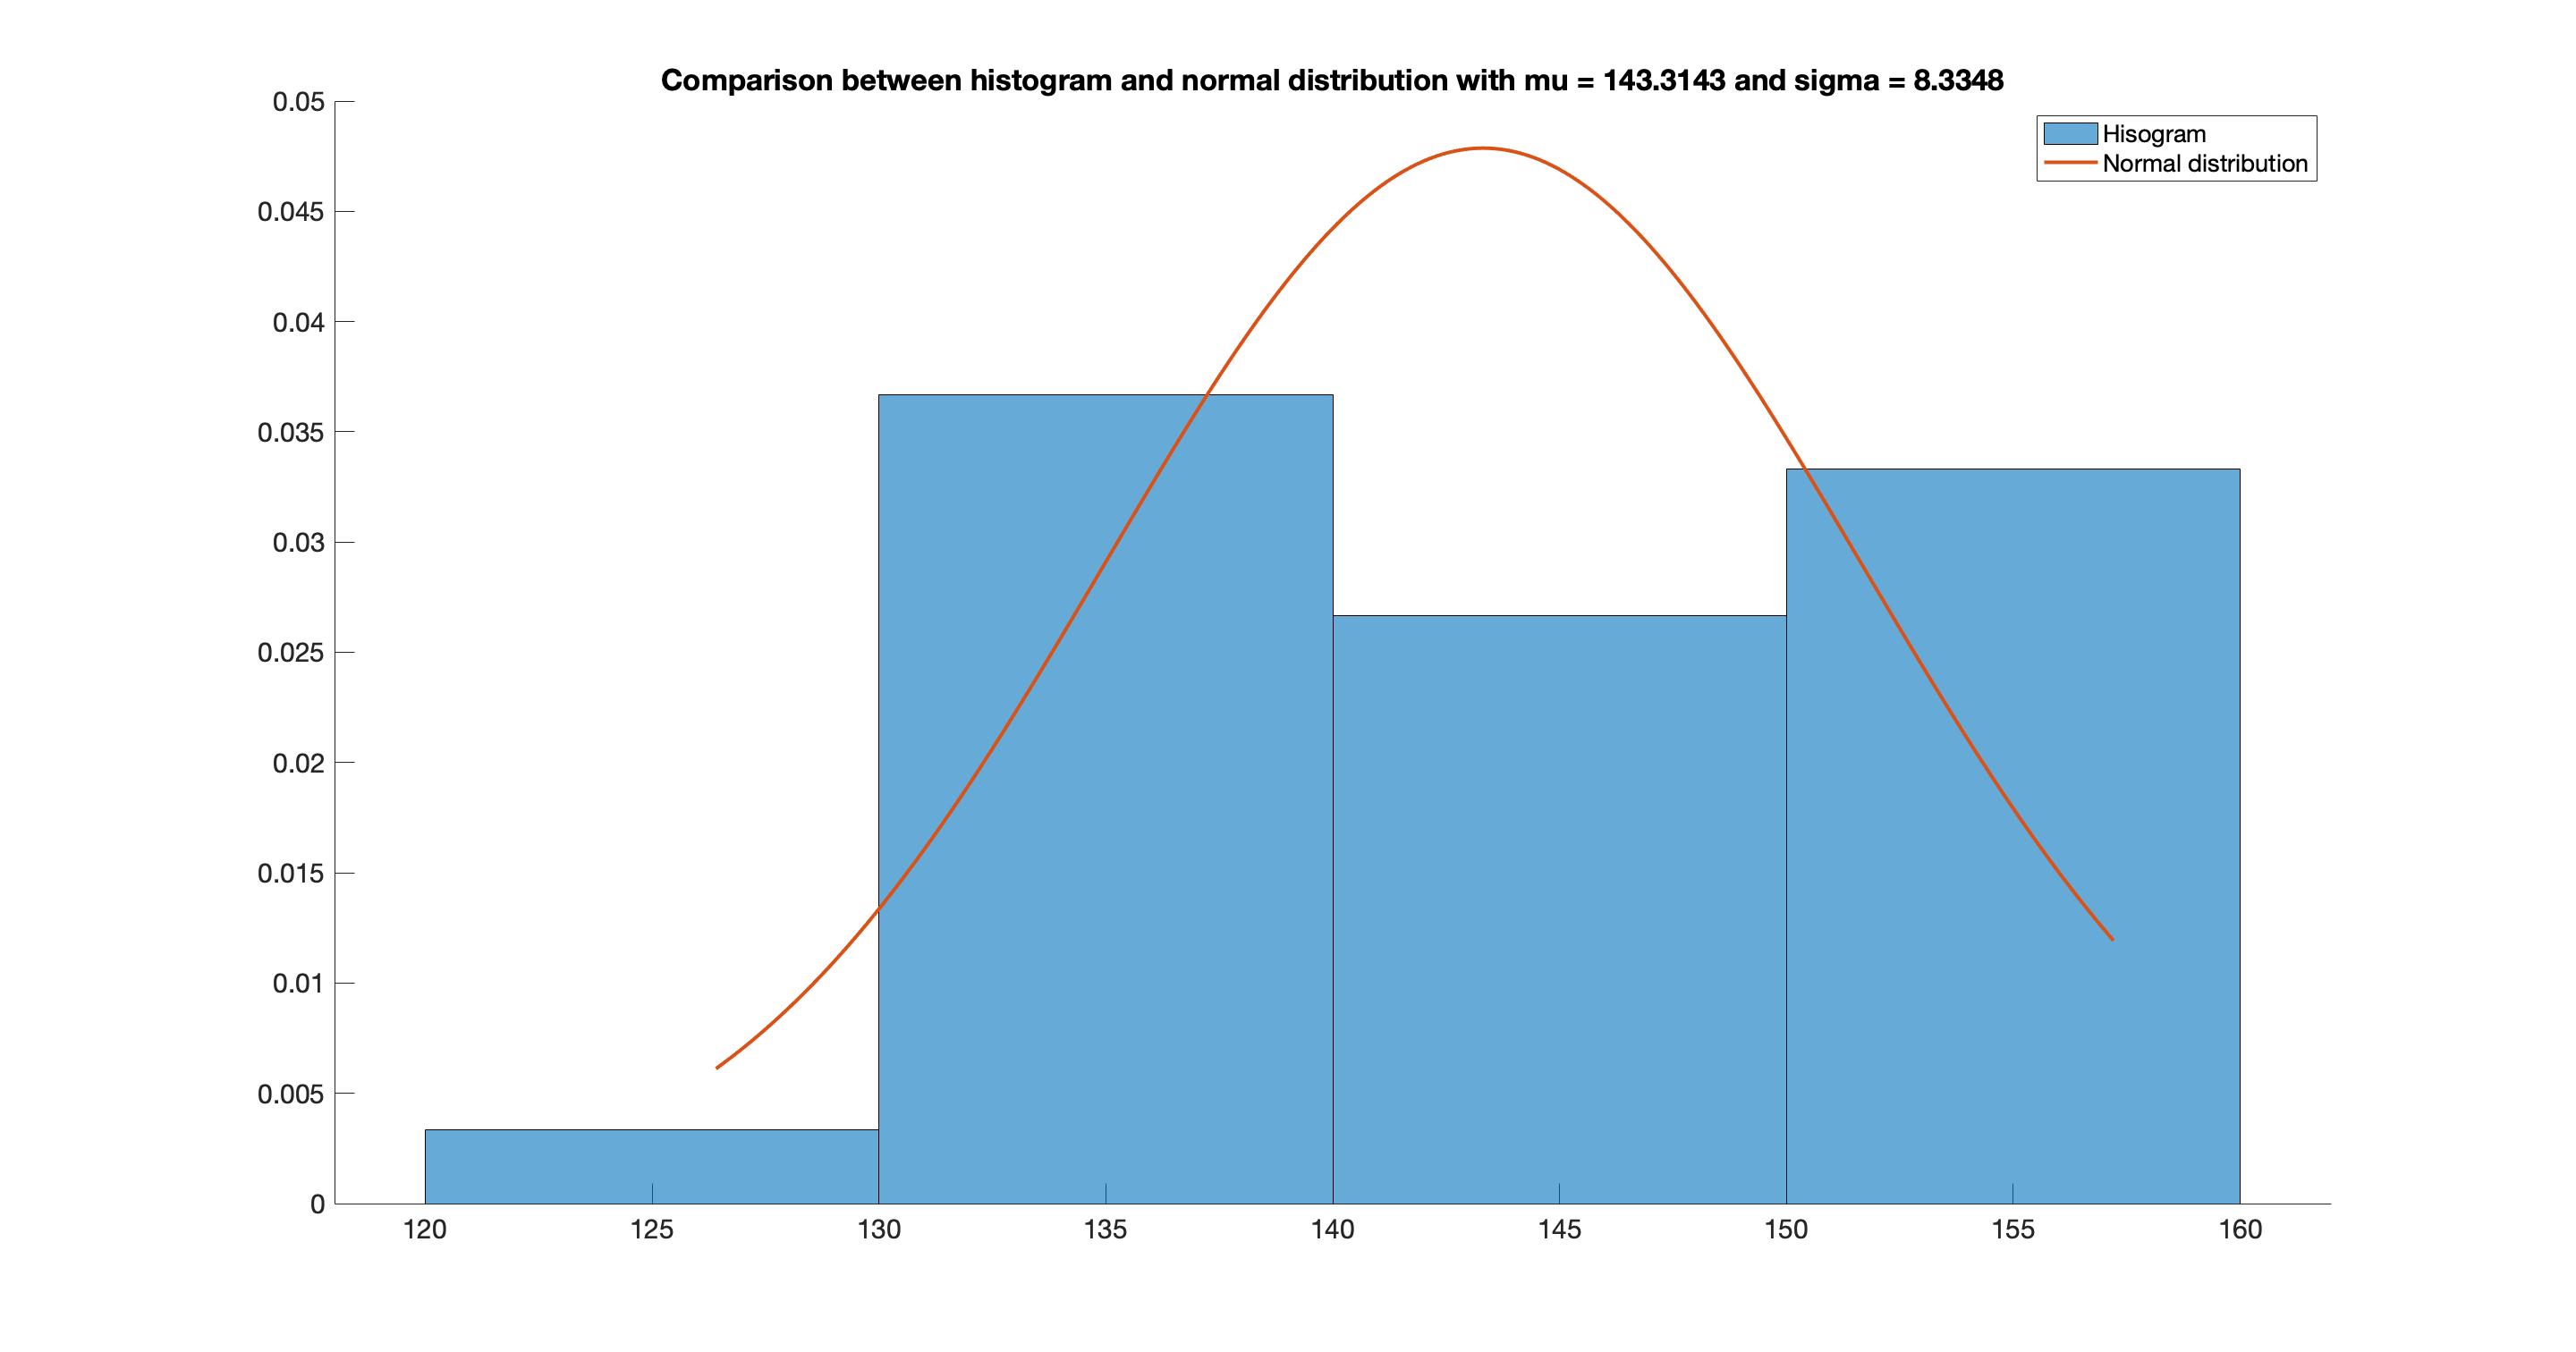 Comparison between histogram and normal distribution with mu = 143.3143 and sigma = 8.3348
Hisogram
Normal distribution
0.05
0.045
0.04
0.035
0.03
0.025
0.02
0.015
0.01
0.005
0
120 125 130 135 140 145 150 155 160